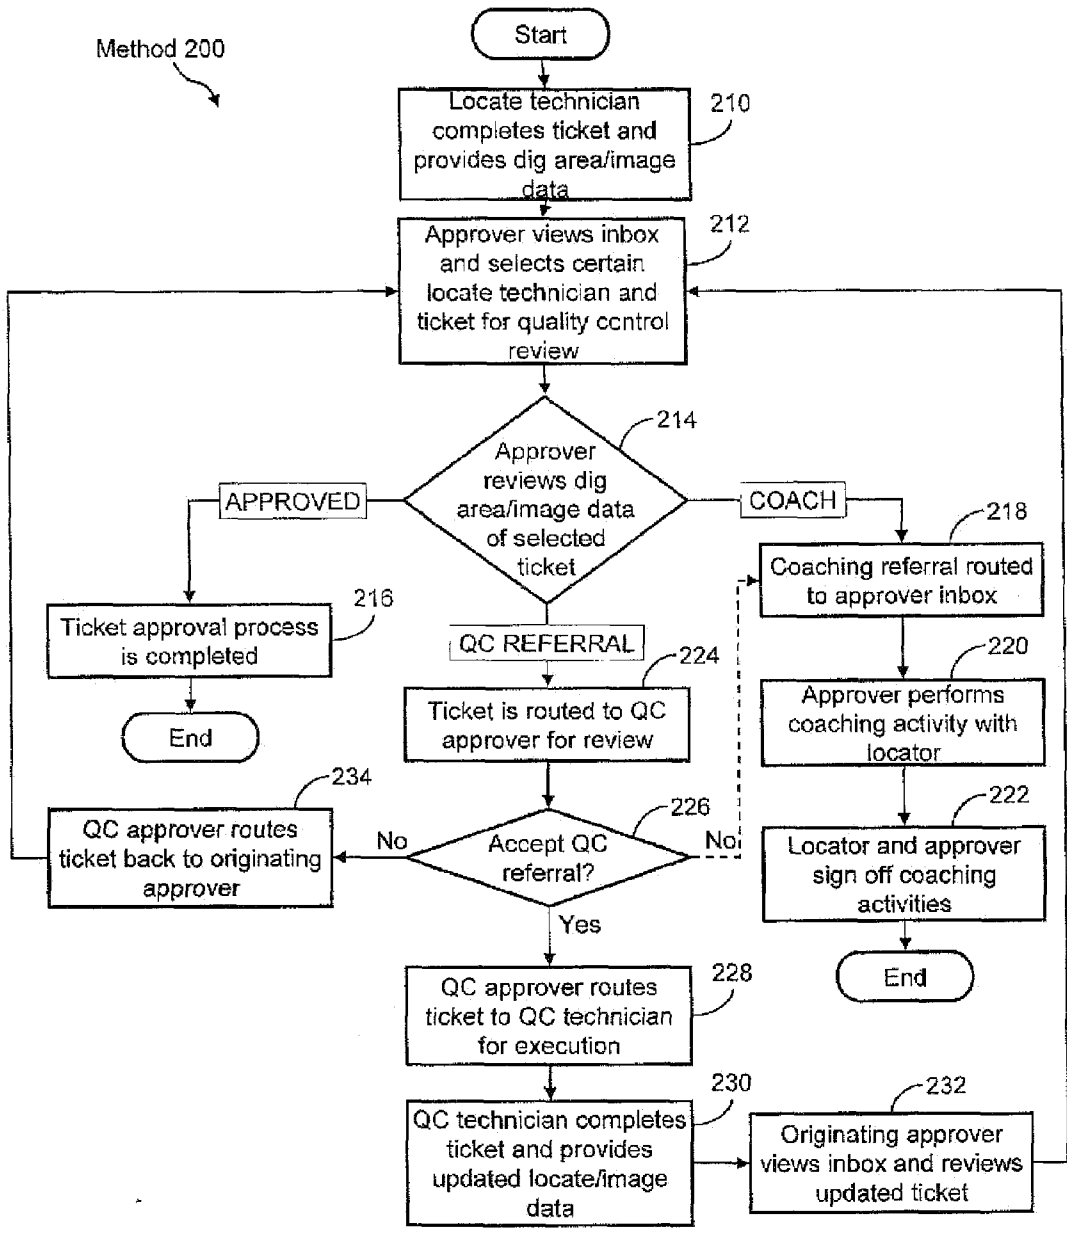 Start
Method 200
Locate technician
completes ticket and
provides dig area/image
data
210
Approver views inbox
and selects certain
locate technician and
ticket for quality control
review
212
Approver
reviews dig
area/image data
of selected
ticket
214
APPROVED
COACH
QC REFERRAL
Ticket approval process
is completed
216
End
Coaching referral routed
to approver inbox
218
Approver performs
coaching activity with
locator
220
Locator and approver
sign off coaching
activities
222
End
Ticket is routed to QC
approver for review
224
Accept QC
referral?
226
No
No
Yes
QC approver routes
ticket back to originating
approver
234
QC approver routes
ticket to QC technician
for execution
228
QC technician completes
ticket and provides
updated locate/image
data
230
Originating approver
views inbox and reviews
updated ticket
232